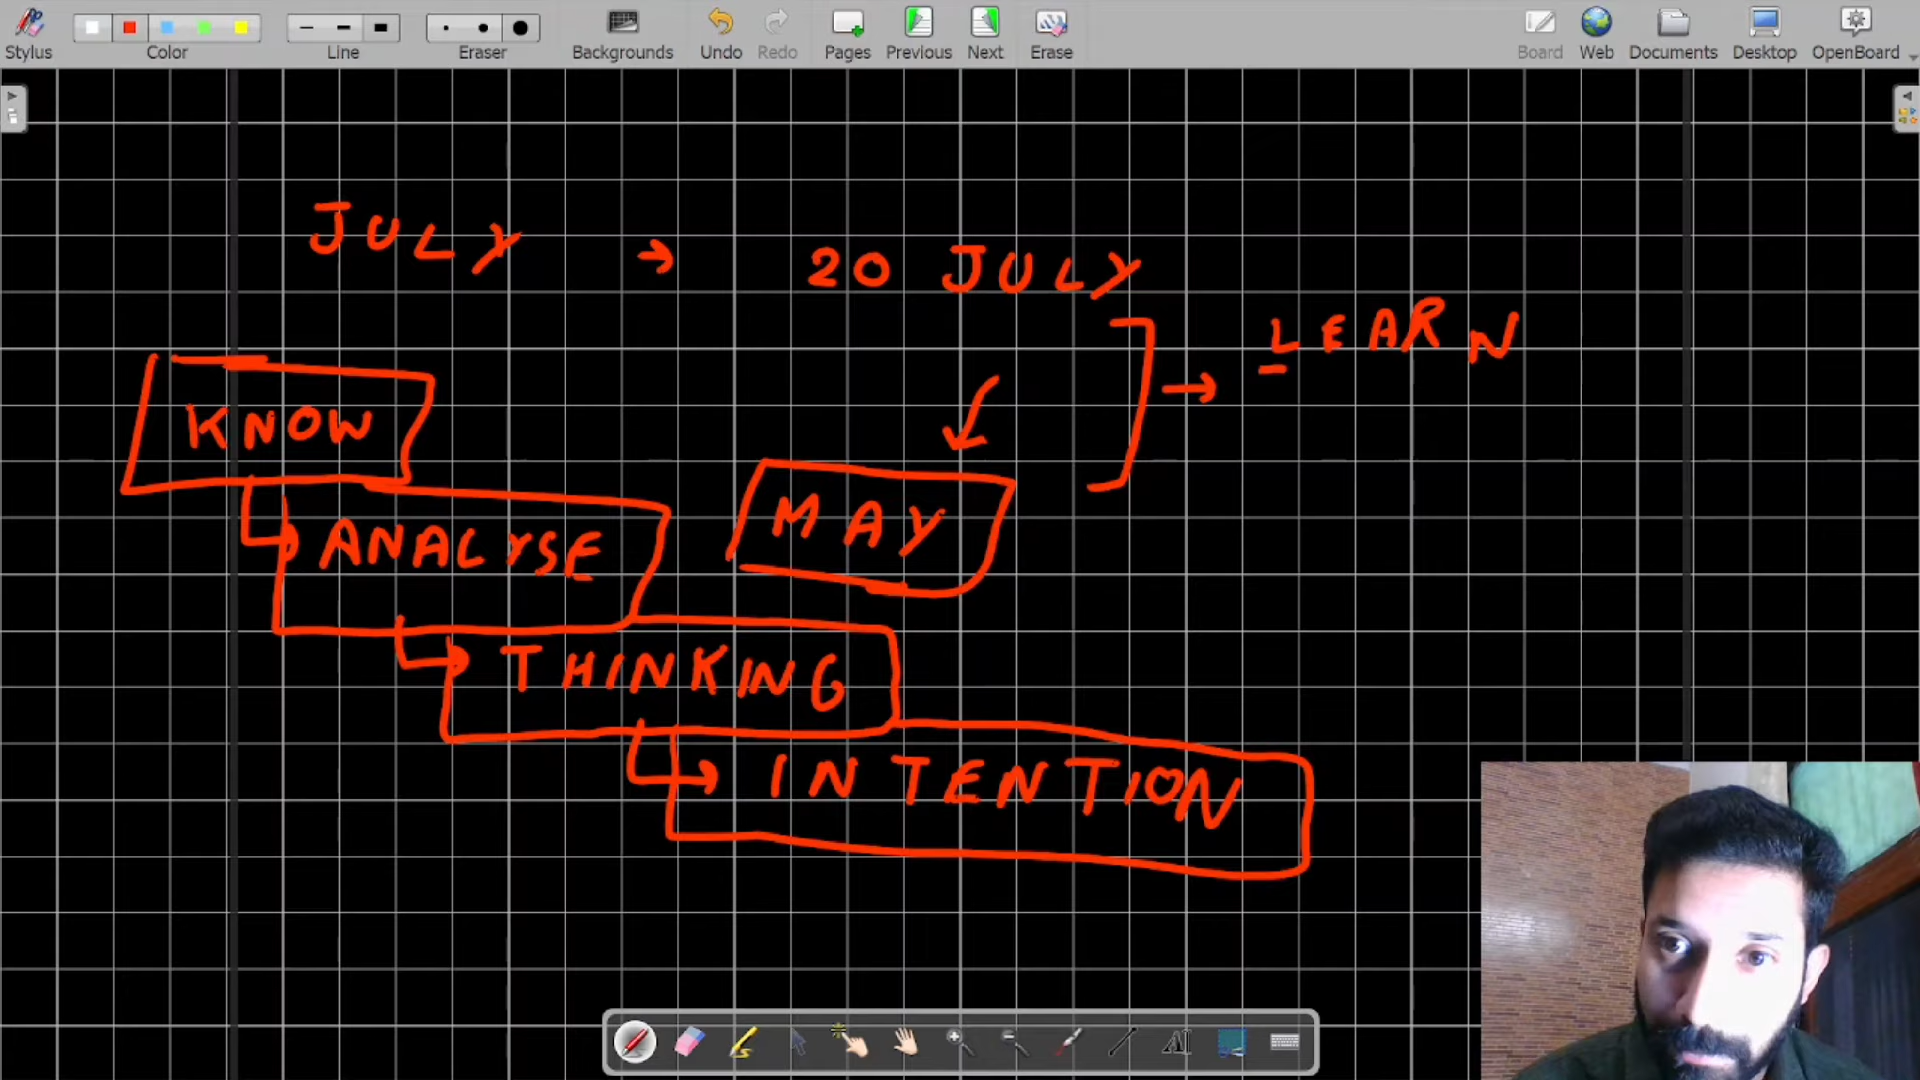 Stylus Color Line Eraser Backgrounds Undo Redo Pages Previous Next Erase Board Web Documents Desktop OpenBoard
JULY → 20 JULY
LEARN
KNOW
ANALYSE
MAY
THINKING
INTENTION